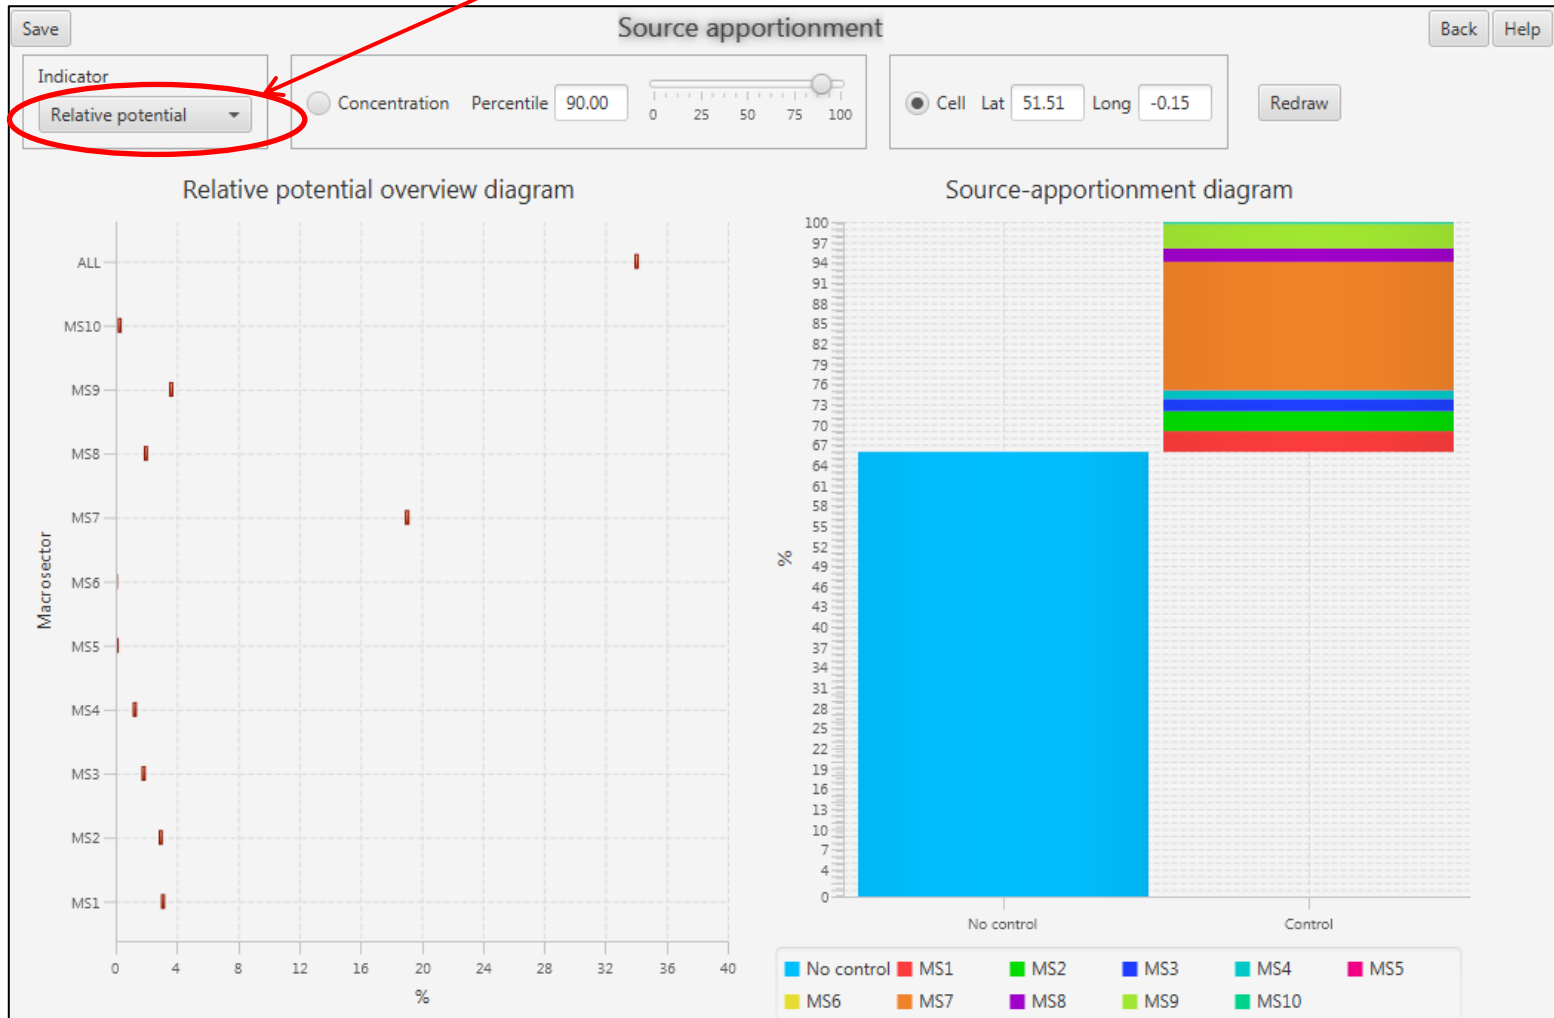 Save Source apportionment Back Help
Indicator
Relative potential
Concentration Percentile 90.00
0 25 50 75 100
Cell Lat 51.51 Long -0.15
Redraw
Relative potential overview diagram
ALL
MS10
MS9
MS8
MS7
MS6
MS5
MS4
MS3
MS2
MS1
Macrosector
0 4 8 12 16 20 24 28 32 36 40
%
Source-apportionment diagram
100
97
94
91
88
85
82
79
76
73
70
67
64
61
58
55
52
49
46
43
40
37
34
31
28
25
22
19
16
13
10
7
4
0
%
No control Control
No control MS1 MS2 MS3 MS4 MS5
MS6 MS7 MS8 MS9 MS10